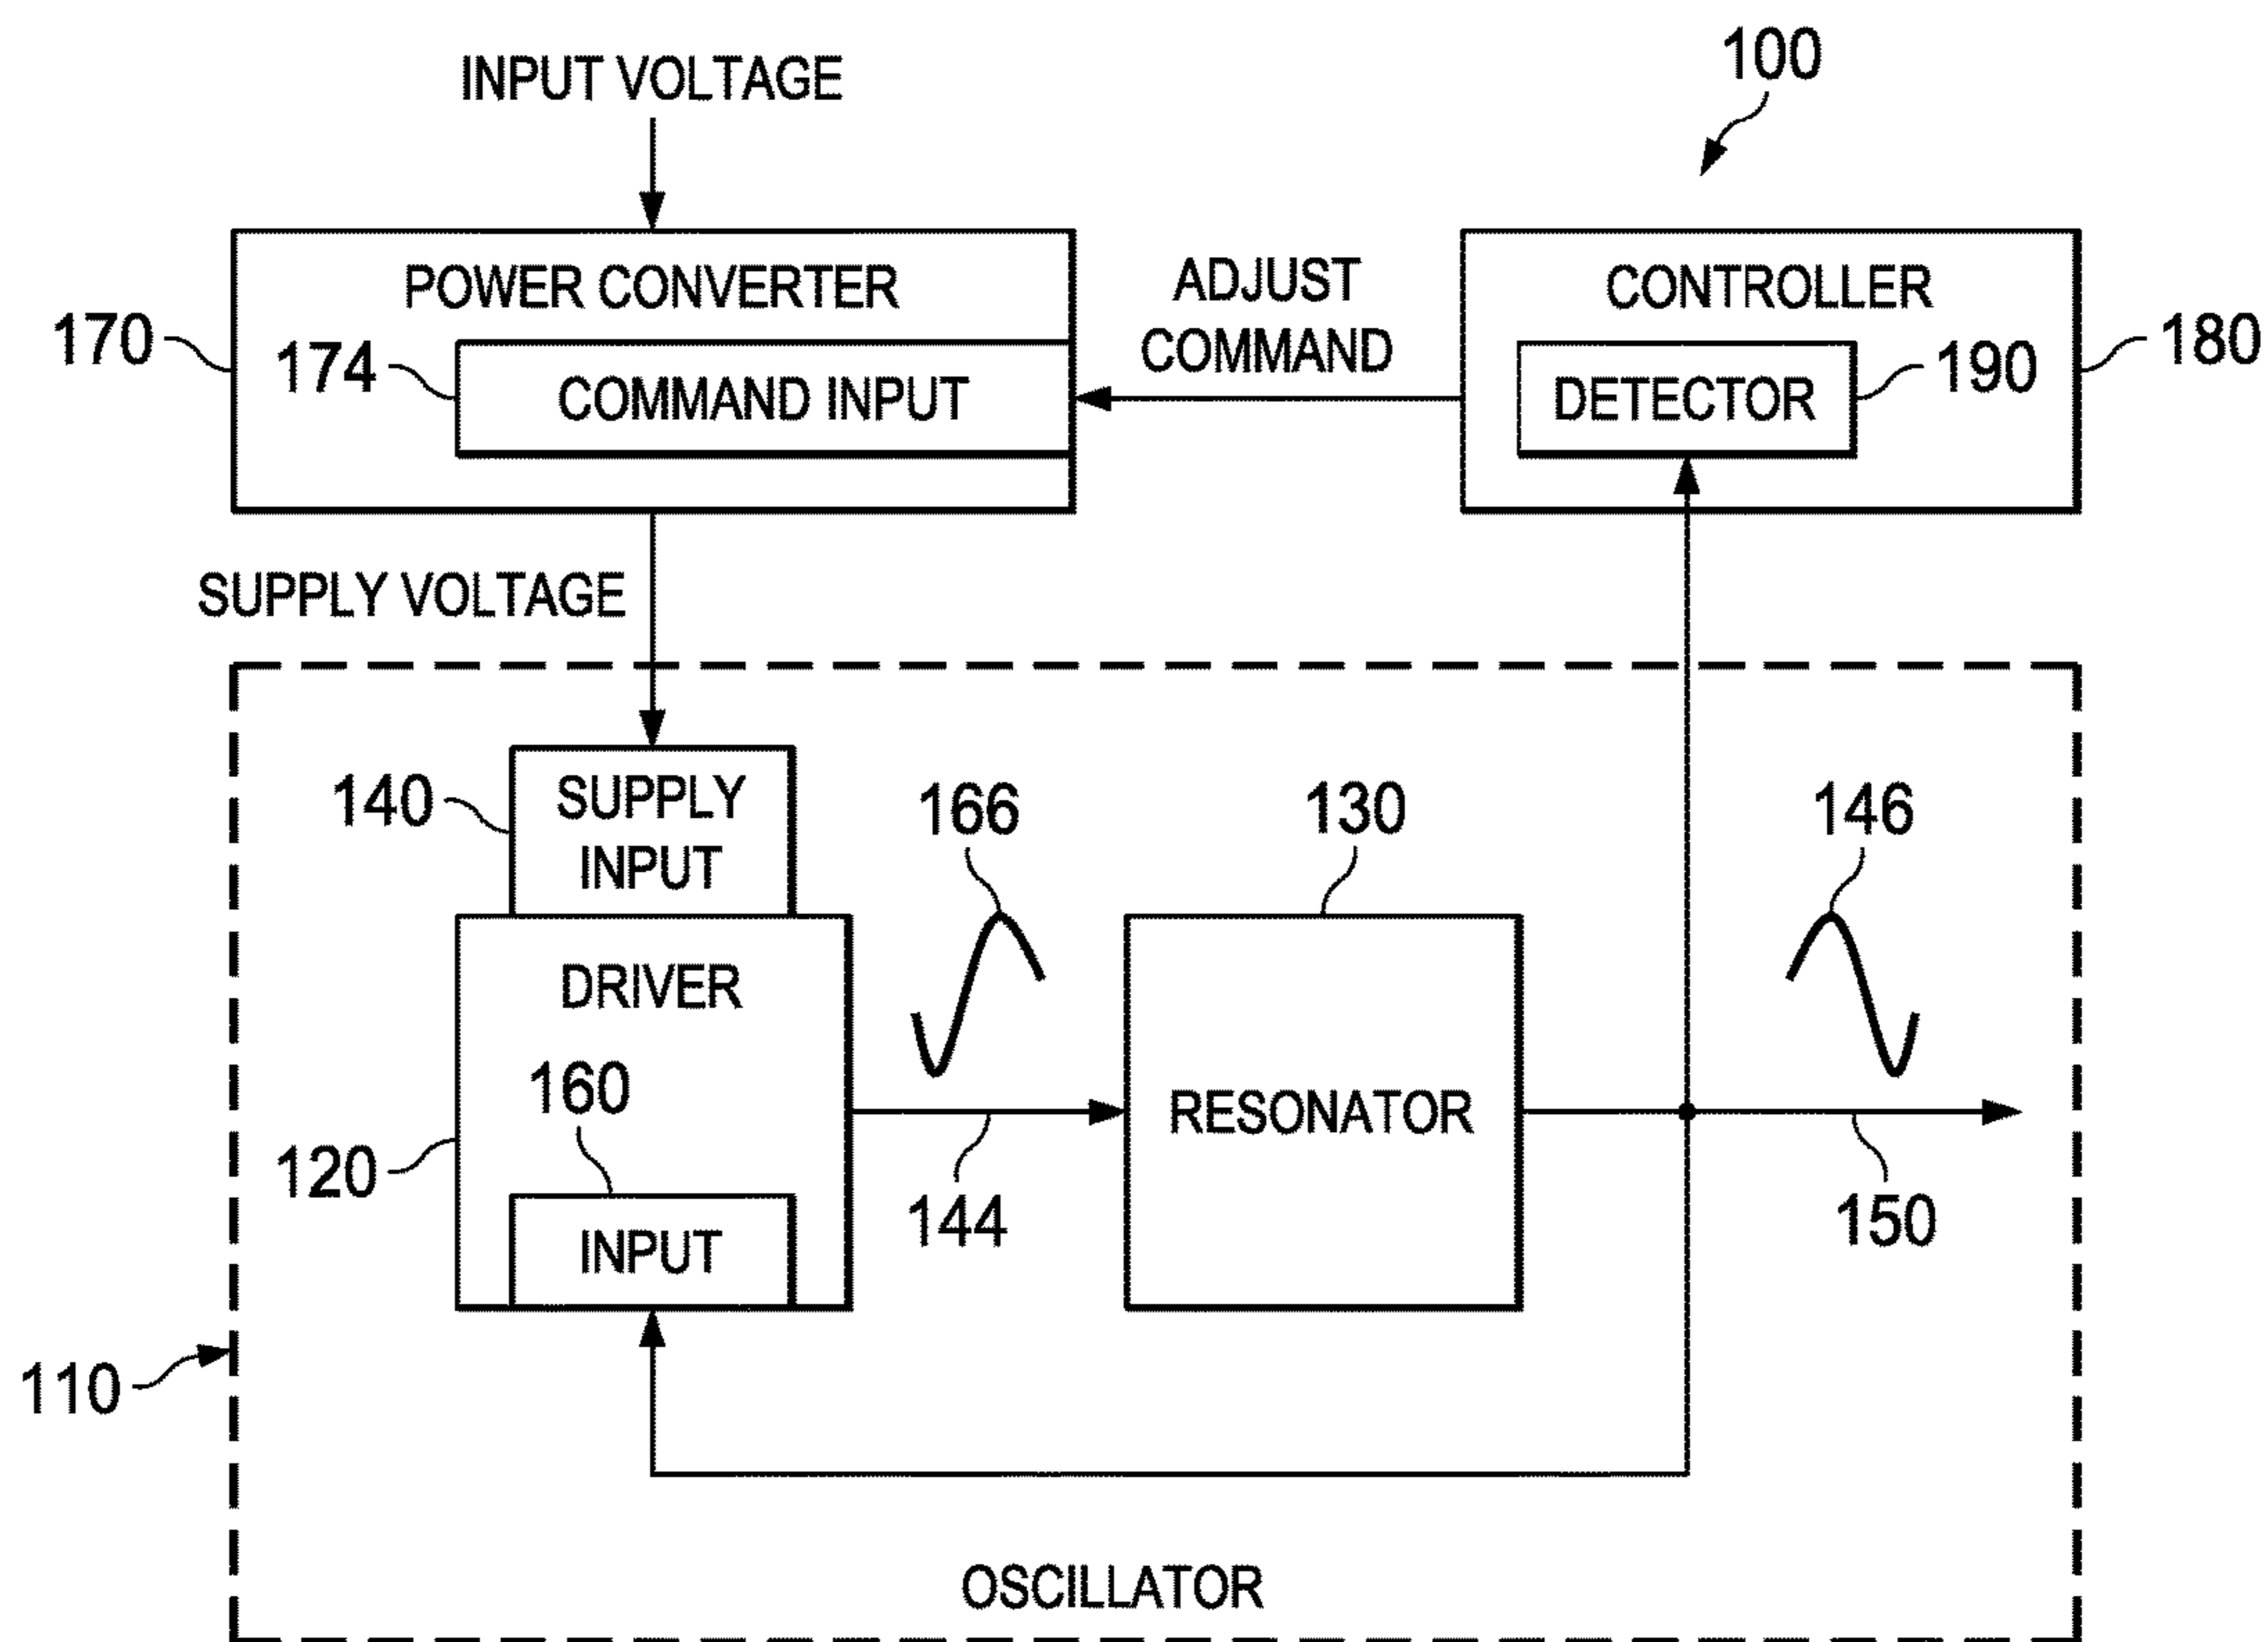 INPUT VOLTAGE
100
POWER CONVERTER
170
174
COMMAND INPUT
ADJUST
COMMAND
CONTROLLER
180
DETECTOR
190
SUPPLY VOLTAGE
140
SUPPLY
INPUT
166
130
146
DRIVER
160
120
INPUT
144
RESONATOR
150
110
OSCILLATOR